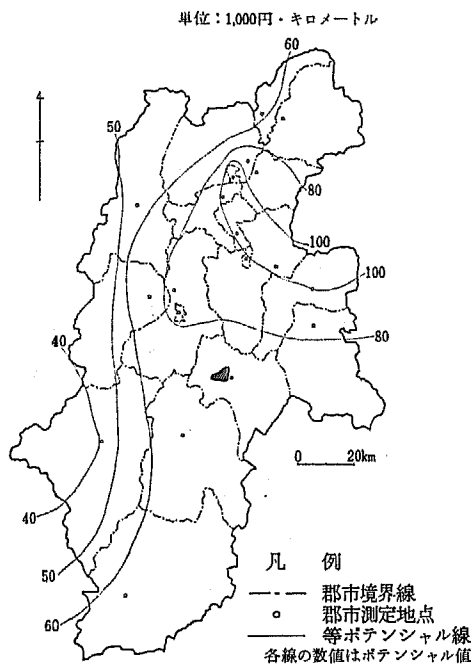 単位：1,000円・キロメートル
60
4
50
80
100
100
40
80
0 20km
40
凡 例
50
郡市境界線
郡市測定地点
60
等ポテンシャル線
各線の数値はポテンシャル値